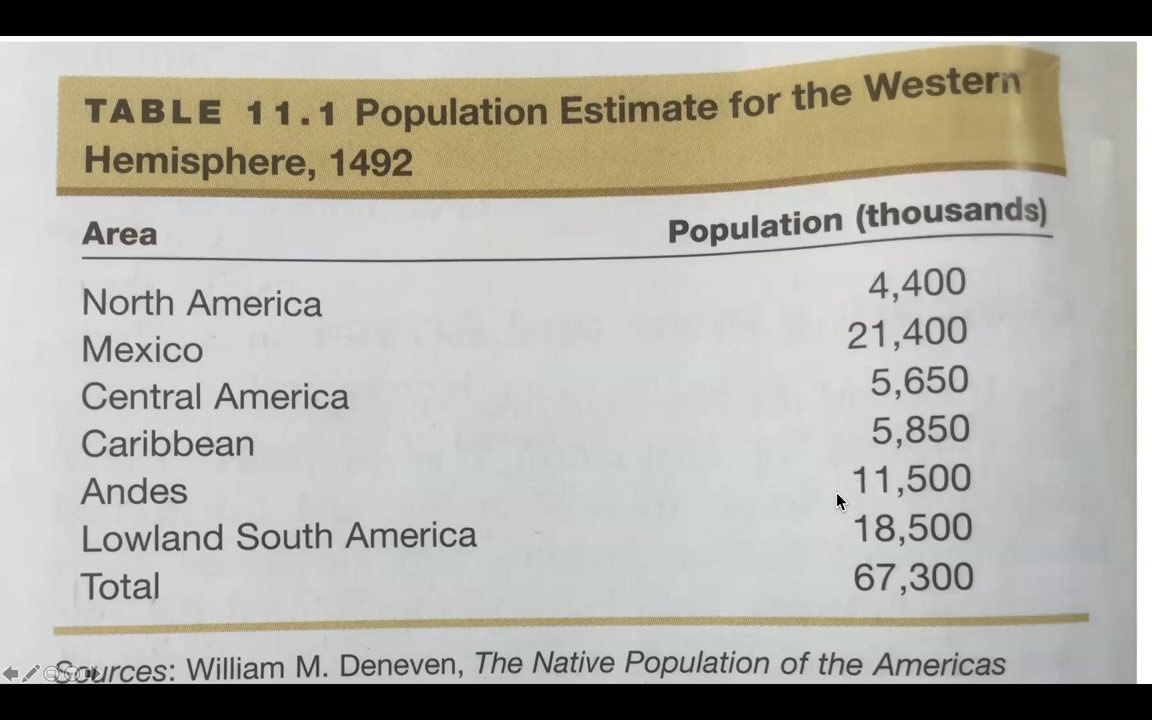 TABLE 11.1 Population Estimate for the Western
Hemisphere, 1492
Area Population (thousands)
North America 4,400
Mexico 21,400
Central America 5,650
Caribbean 5,850
Andes 11,500
Lowland South America 18,500
Total 67,300
Sources: William M. Deneven, The Native Population of the Americas